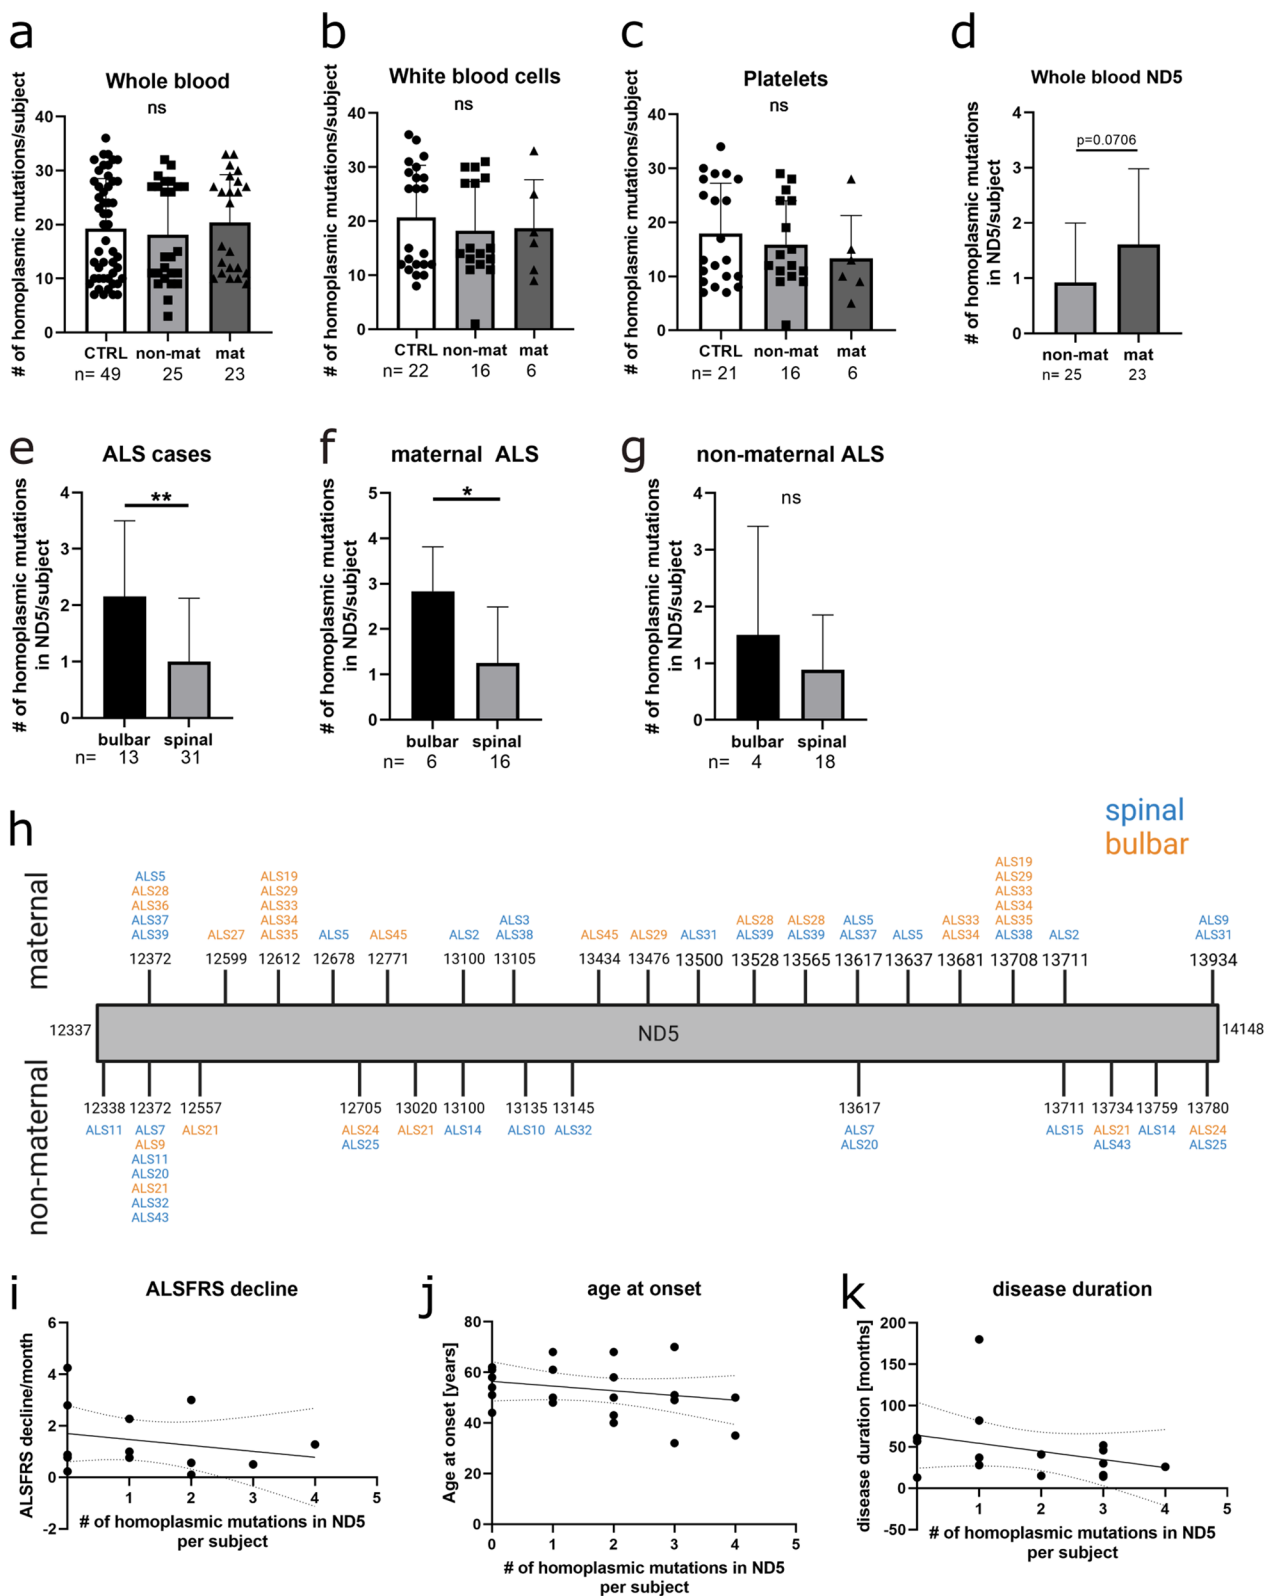 a
Whole blood
ns
# of homoplasmic mutations/subject
40
30
20
10
0
CTRL non-mat mat
n= 49 25 23
b
White blood cells
ns
# of homoplasmic mutations/subject
40
30
20
10
0
CTRL non-mat mat
n= 22 16 6
c
Platelets
ns
# of homoplasmic mutations/subject
40
30
20
10
0
CTRL non-mat mat
n= 21 16 6
d
Whole blood ND5
p=0.0706
# of homoplasmic mutations
in ND5/subject
4
3
2
1
0
non-mat mat
n= 25 23
e
ALS cases
**
# of homoplasmic mutations
in ND5/subject
4
3
2
1
0
bulbar spinal
n= 13 31
f
maternal ALS
*
# of homoplasmic mutations
in ND5/subject
5
4
3
2
1
0
bulbar spinal
n= 6 16
g
non-maternal ALS
ns
# of homoplasmic mutations
in ND5/subject
4
3
2
1
0
bulbar spinal
n= 4 18
h
spinal
bulbar
maternal
ALS5
ALS28
ALS36
ALS37
ALS39
12372
ALS27
12599
ALS19
ALS29
ALS33
ALS34
ALS35
12612
ALS5
12678
ALS45
12771
ALS2
13100
ALS3
ALS38
13105
ALS45
13434
ALS29
13476
ALS31
13500
ALS28
ALS39
13528
ALS28
ALS39
13565
ALS5
ALS37
13617
ALS5
13637
ALS33
ALS34
13681
ALS19
ALS29
ALS33
ALS34
ALS35
ALS38
13708
ALS2
13711
ALS9
ALS31
13934
12337
ND5
14148
non-maternal
12338
ALS11
12372
ALS7
ALS9
ALS11
ALS20
ALS21
ALS32
ALS43
12557
ALS21
12705
ALS24
ALS25
13020
ALS21
13100
ALS14
13135
ALS10
13145
ALS32
13617
ALS7
ALS20
13711
ALS15
13734
ALS21
ALS43
13759
ALS14
13780
ALS24
ALS25
i
ALSFRS decline
ALSFRS decline/month
6
4
2
0
-2
1 2 3 4 5
# of homoplasmic mutations in ND5
per subject
j
age at onset
Age at onset [years]
80
60
40
20
0
0 1 2 3 4 5
# of homoplasmic mutations in ND5
per subject
k
disease duration
disease duration [months]
200
150
100
50
0
-50
1 2 3 4 5
# of homoplasmic mutations in ND5
per subject